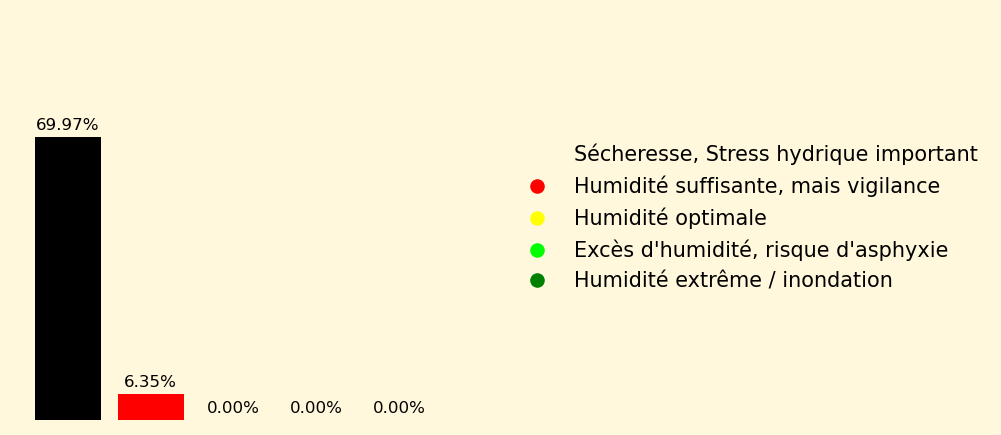 69.97%
6.35%
0.00% 0.00% 0.00%
Sécheresse, Stress hydrique important
Humidité suffisante, mais vigilance
Humidité optimale
Excès d'humidité, risque d'asphyxie
Humidité extrême / inondation